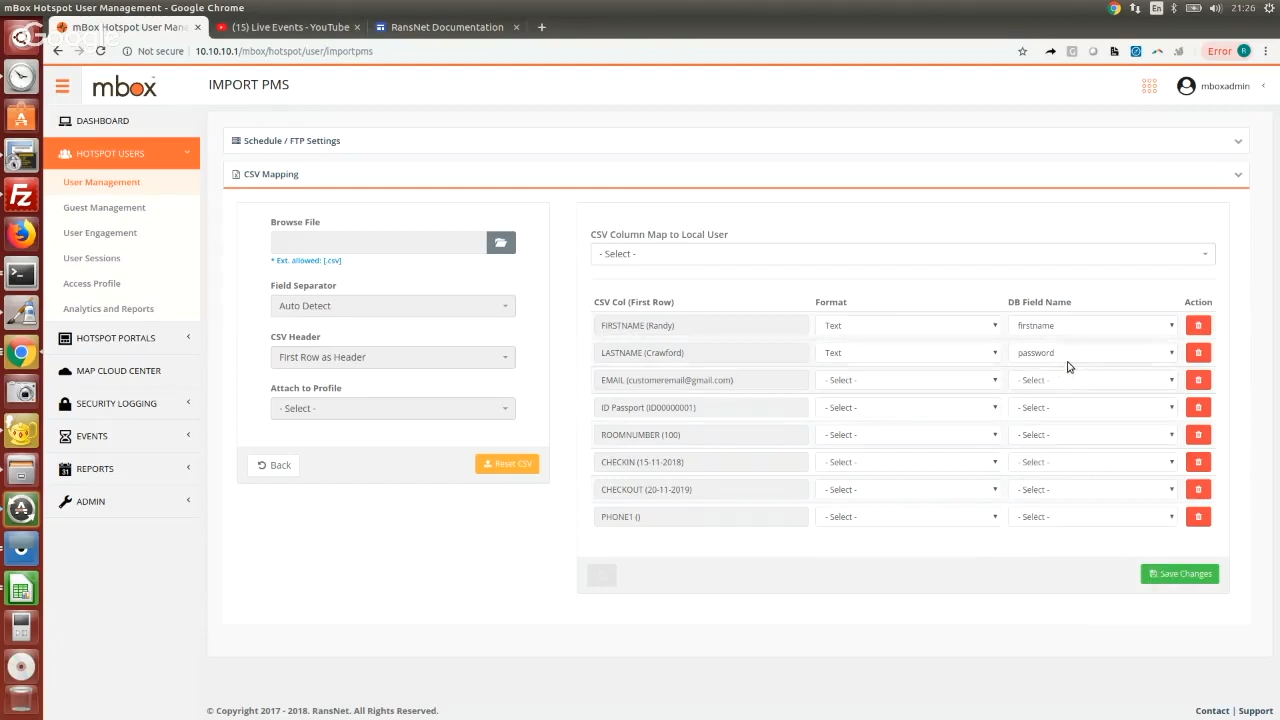 mBox Hotspot User Management - Google Chrome
En
21:26
Google
mBox Hotspot User Mana
(15) Live Events - YouTube
RansNet Documentation
Not secure 10.10.10.1/mbox/hotspot/user/importpms
Error R
mbox
IMPORT PMS
mboxadmin
DASHBOARD
HOTSPOT USERS
User Management
Guest Management
User Engagement
User Sessions
Access Profile
Analytics and Reports
HOTSPOT PORTALS
MAP CLOUD CENTER
SECURITY LOGGING
EVENTS
REPORTS
ADMIN
Schedule / FTP Settings
CSV Mapping
Browse File
* Ext. allowed: [.csv]
Field Separator
Auto Detect
CSV Header
First Row as Header
Attach to Profile
- Select -
Back
Reset CSV
CSV Column Map to Local User
- Select -
CSV Col (First Row) Format DB Field Name Action
FIRSTNAME (Randy) Text firstname
LASTNAME (Crawford) Text password
EMAIL (customeremail@gmail.com) - Select - - Select -
ID Passport (ID00000001) - Select - - Select -
ROOMNUMBER (100) - Select - - Select -
CHECKIN (15-11-2018) - Select - - Select -
CHECKOUT (20-11-2019) - Select - - Select -
PHONE1 () - Select - - Select -
Save Changes
© Copyright 2017 - 2018. RansNet. All Rights Reserved.
Contact | Support